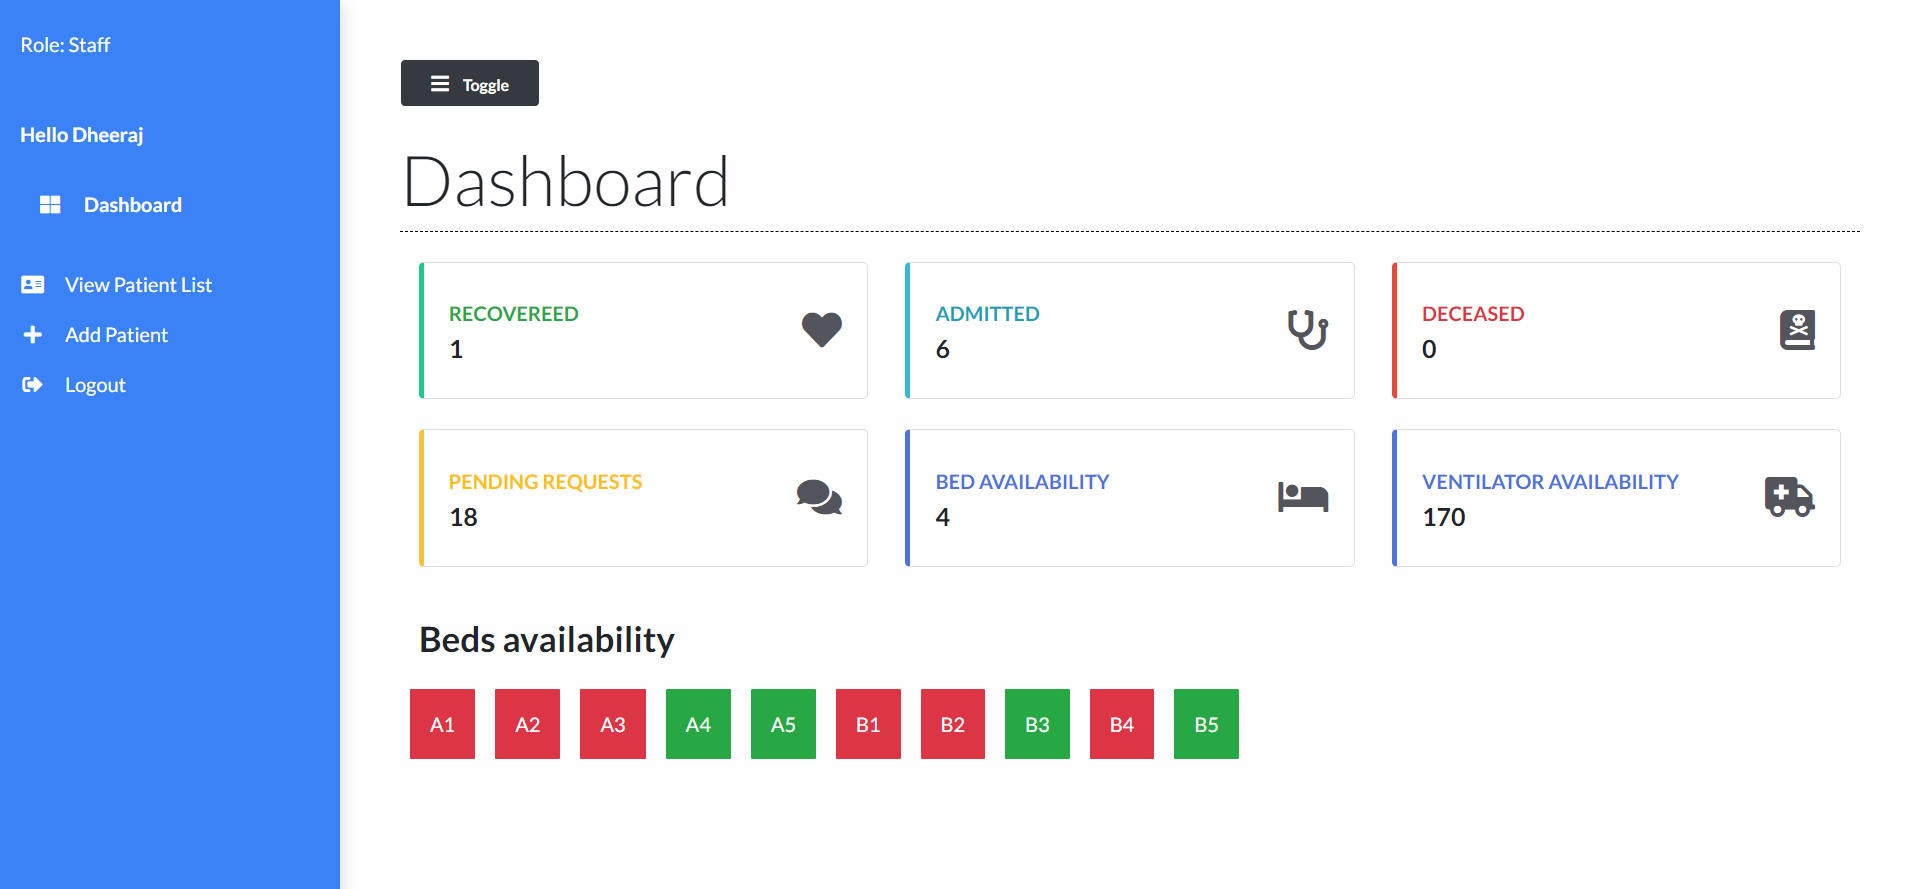 Role: Staff
Hello Dheeraj
Dashboard
View Patient List
Add Patient
Logout
Toggle
Dashboard
RECOVEREED
1
ADMITTED
6
DECEASED
0
PENDING REQUESTS
18
BED AVAILABILITY
4
VENTILATOR AVAILABILITY
170
Beds availability
A1 A2 A3 A4 A5 B1 B2 B3 B4 B5